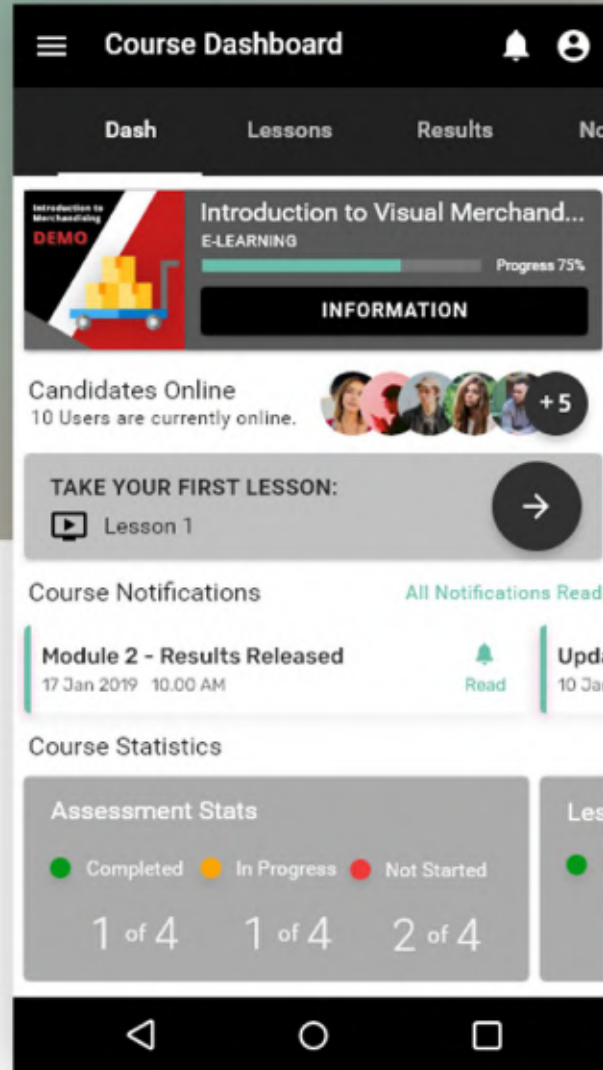 Course Dashboard
Dash Lessons Results No
Introduction to
Merchandising
DEMO
Introduction to Visual Merchand...
E-LEARNING
Progress 75%
INFORMATION
Candidates Online
10 Users are currently online.
+5
TAKE YOUR FIRST LESSON:
Lesson 1
Course Notifications All Notifications Read
Module 2 - Results Released
17 Jan 2019 10.00 AM
Read
Upda
10 Jan
Course Statistics
Assessment Stats
Completed In Progress Not Started
1 of 4 1 of 4 2 of 4
Les